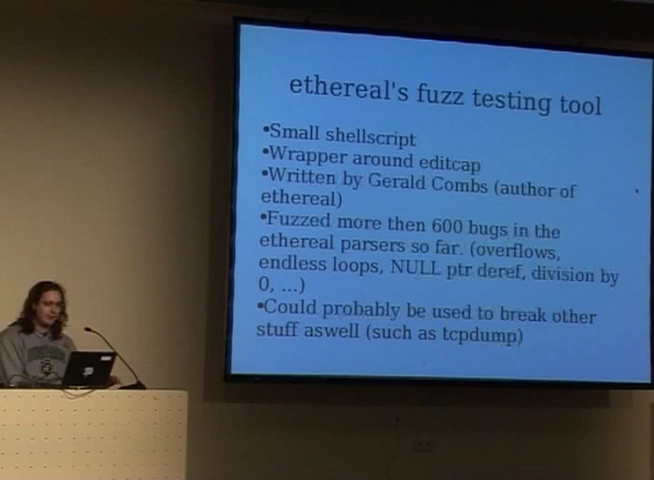 ethereal's fuzz testing tool
•Small shellscript
•Wrapper around editcap
•Written by Gerald Combs (author of
ethereal)
•Fuzzed more then 600 bugs in the
ethereal parsers so far. (overflows,
endless loops, NULL ptr deref, division by
0, ...)
•Could probably be used to break other
stuff aswell (such as tcpdump)